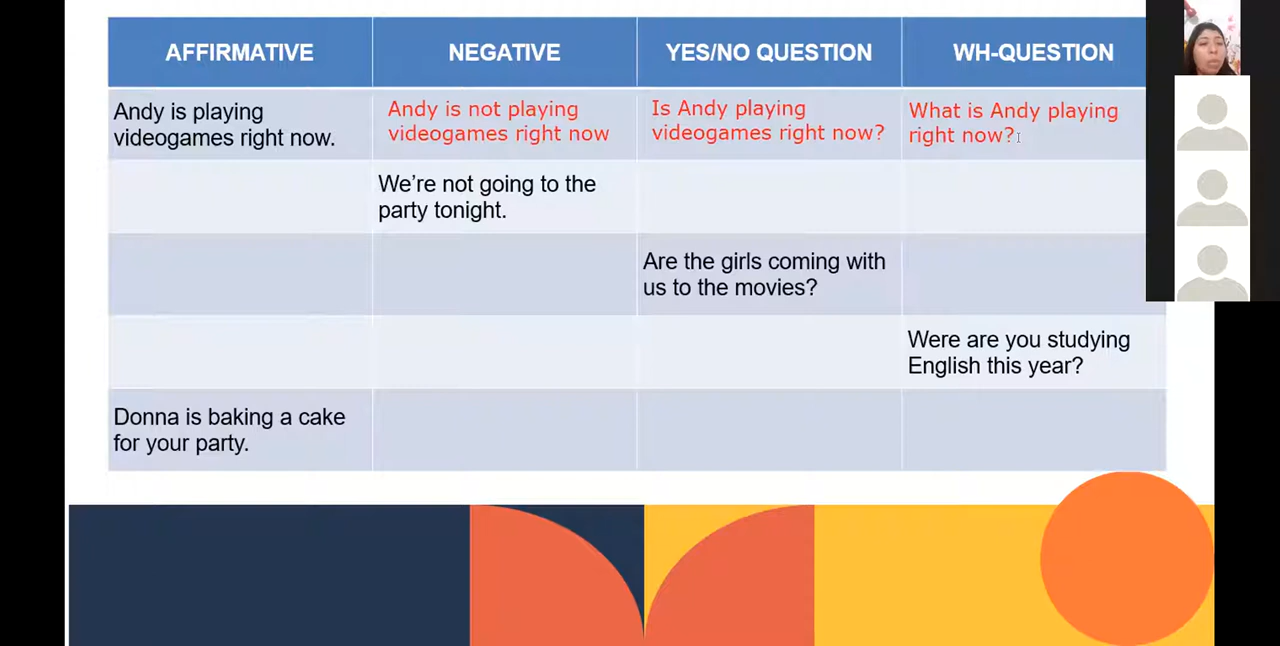 AFFIRMATIVE
NEGATIVE
YES/NO QUESTION
WH-QUESTION
Andy is playing
videogames right now.
Andy is not playing
videogames right now
Is Andy playing
videogames right now?
What is Andy playing
right now?
We’re not going to the
party tonight.
Are the girls coming with
us to the movies?
Were are you studying
English this year?
Donna is baking a cake
for your party.